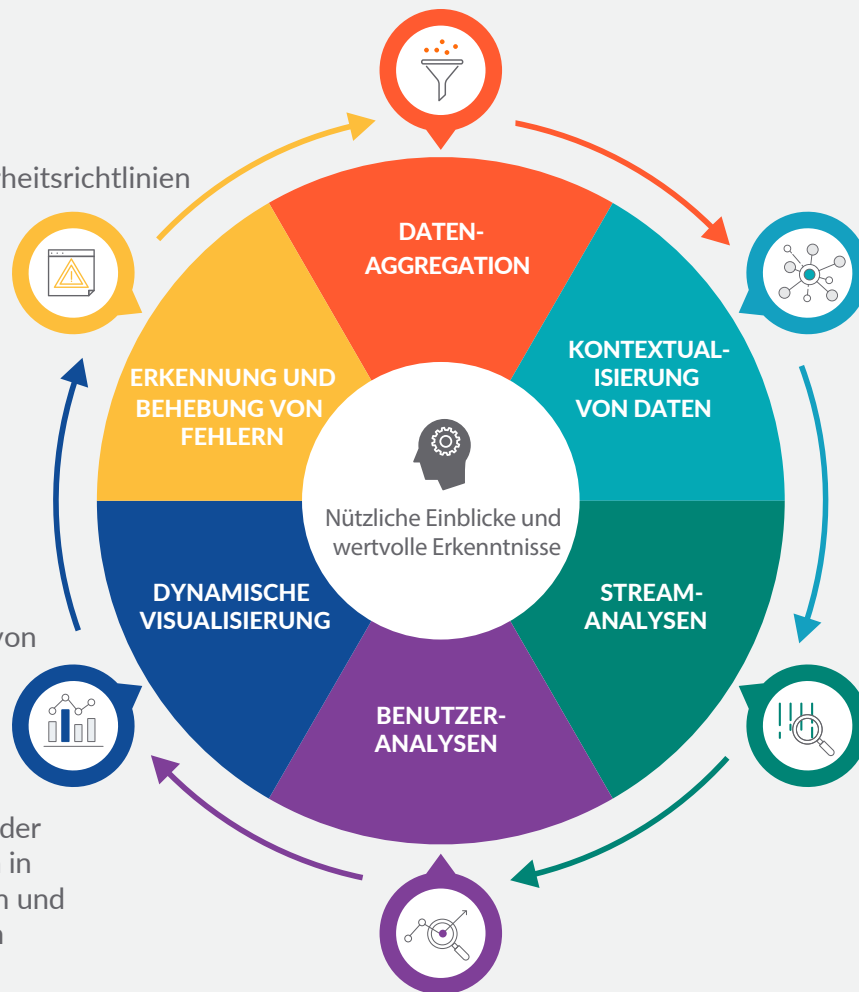 rheitsrichtlinien
DATEN-
AGGREGATION
KONTEXTUAL-
ISIERUNG
VON DATEN
ERKENNUNG UND
BEHEBUNG VON
FEHLERN
Nützliche Einblicke und
wertvolle Erkenntnisse
DYNAMISCHE
VISUALISIERUNG
STREAM-
ANALYSEN
von
BENUTZER-
ANALYSEN
der
in
n und
n